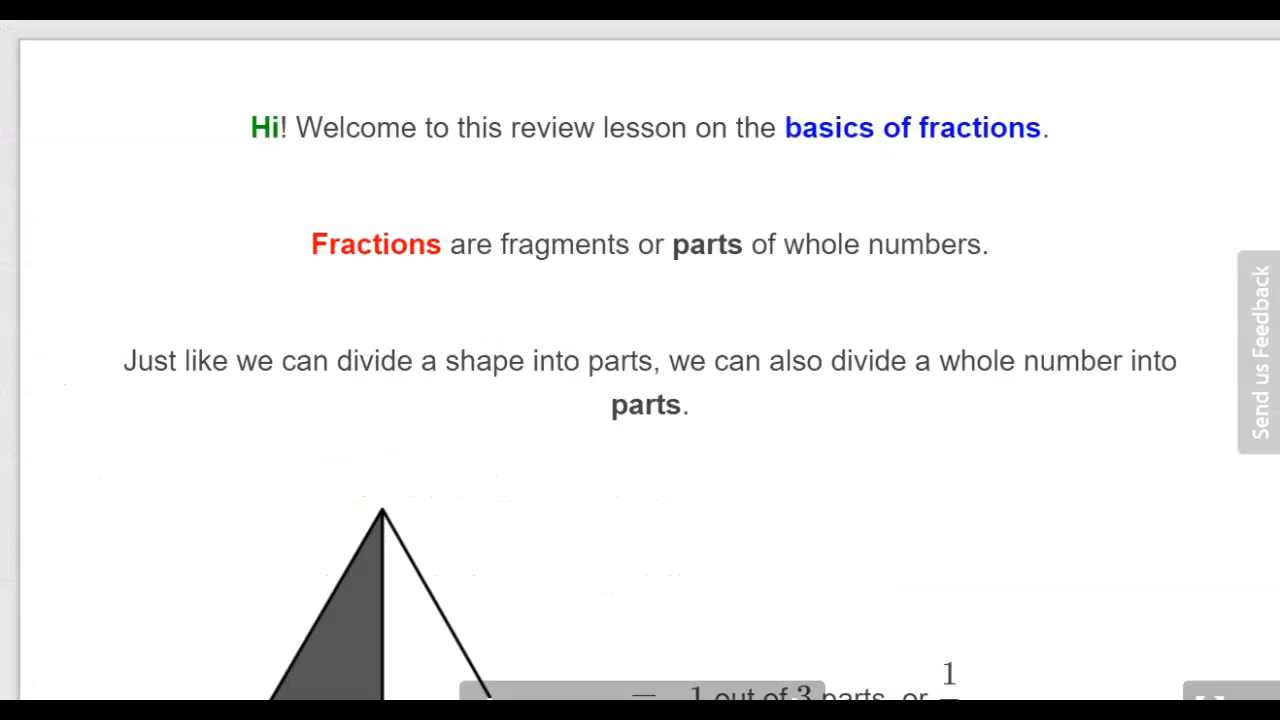 Hi! Welcome to this review lesson on the basics of fractions.
Fractions are fragments or parts of whole numbers.
Just like we can divide a shape into parts, we can also divide a whole number into
parts.
Send us Feedback
= 1 out of 3 parts, or 1